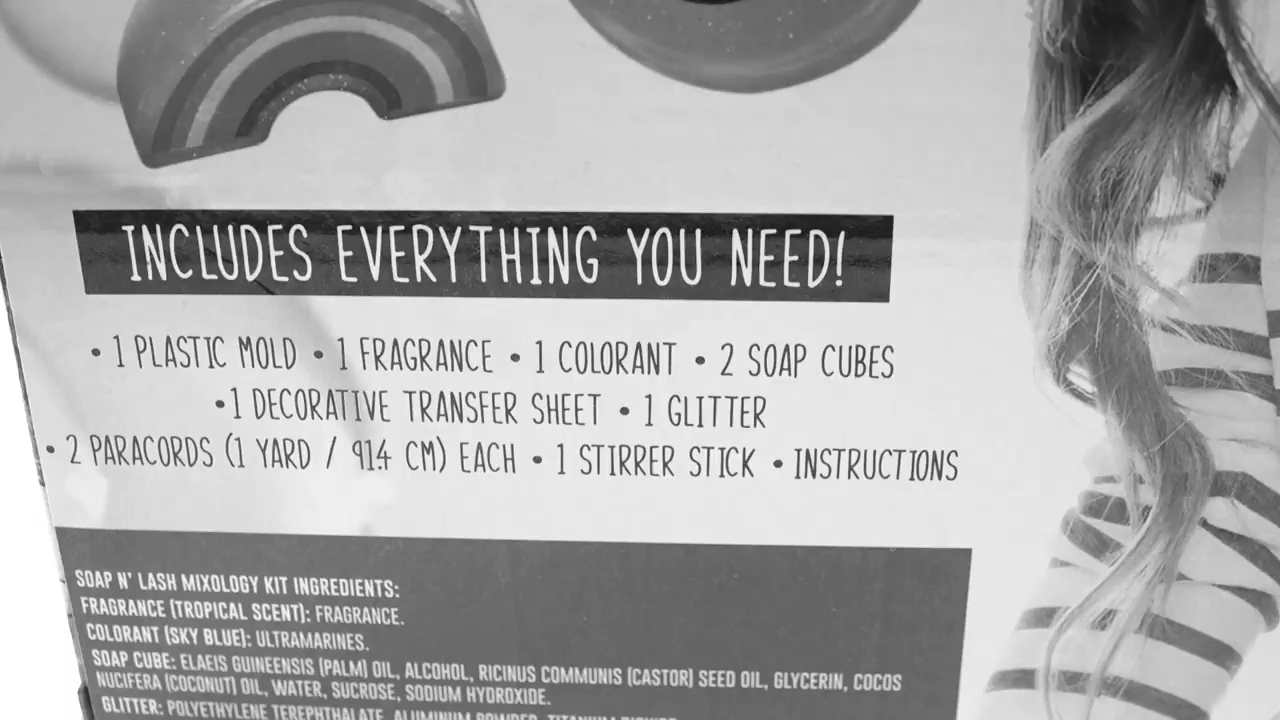 INCLUDES EVERYTHING YOU NEED!
• 1 PLASTIC MOLD • 1 FRAGRANCE • 1 COLORANT • 2 SOAP CUBES
• 1 DECORATIVE TRANSFER SHEET • 1 GLITTER
• 2 PARACORDS (1 YARD / 91.4 CM) EACH • 1 STIRRER STICK • INSTRUCTIONS
SOAP N' LASH MIXOLOGY KIT INGREDIENTS:
FRAGRANCE (TROPICAL SCENT): FRAGRANCE.
COLORANT (SKY BLUE): ULTRAMARINES.
SOAP CUBE: ELAEIS GUINEENSIS (PALM) OIL, ALCOHOL, RICINUS COMMUNIS (CASTOR) SEED OIL, GLYCERIN, COCOS
NUCIFERA (COCONUT) OIL, WATER, SUCROSE, SODIUM HYDROXIDE.
GLITTER: POLYETHYLENE TEREPHTHALATE, ALUMINUM POWDER,